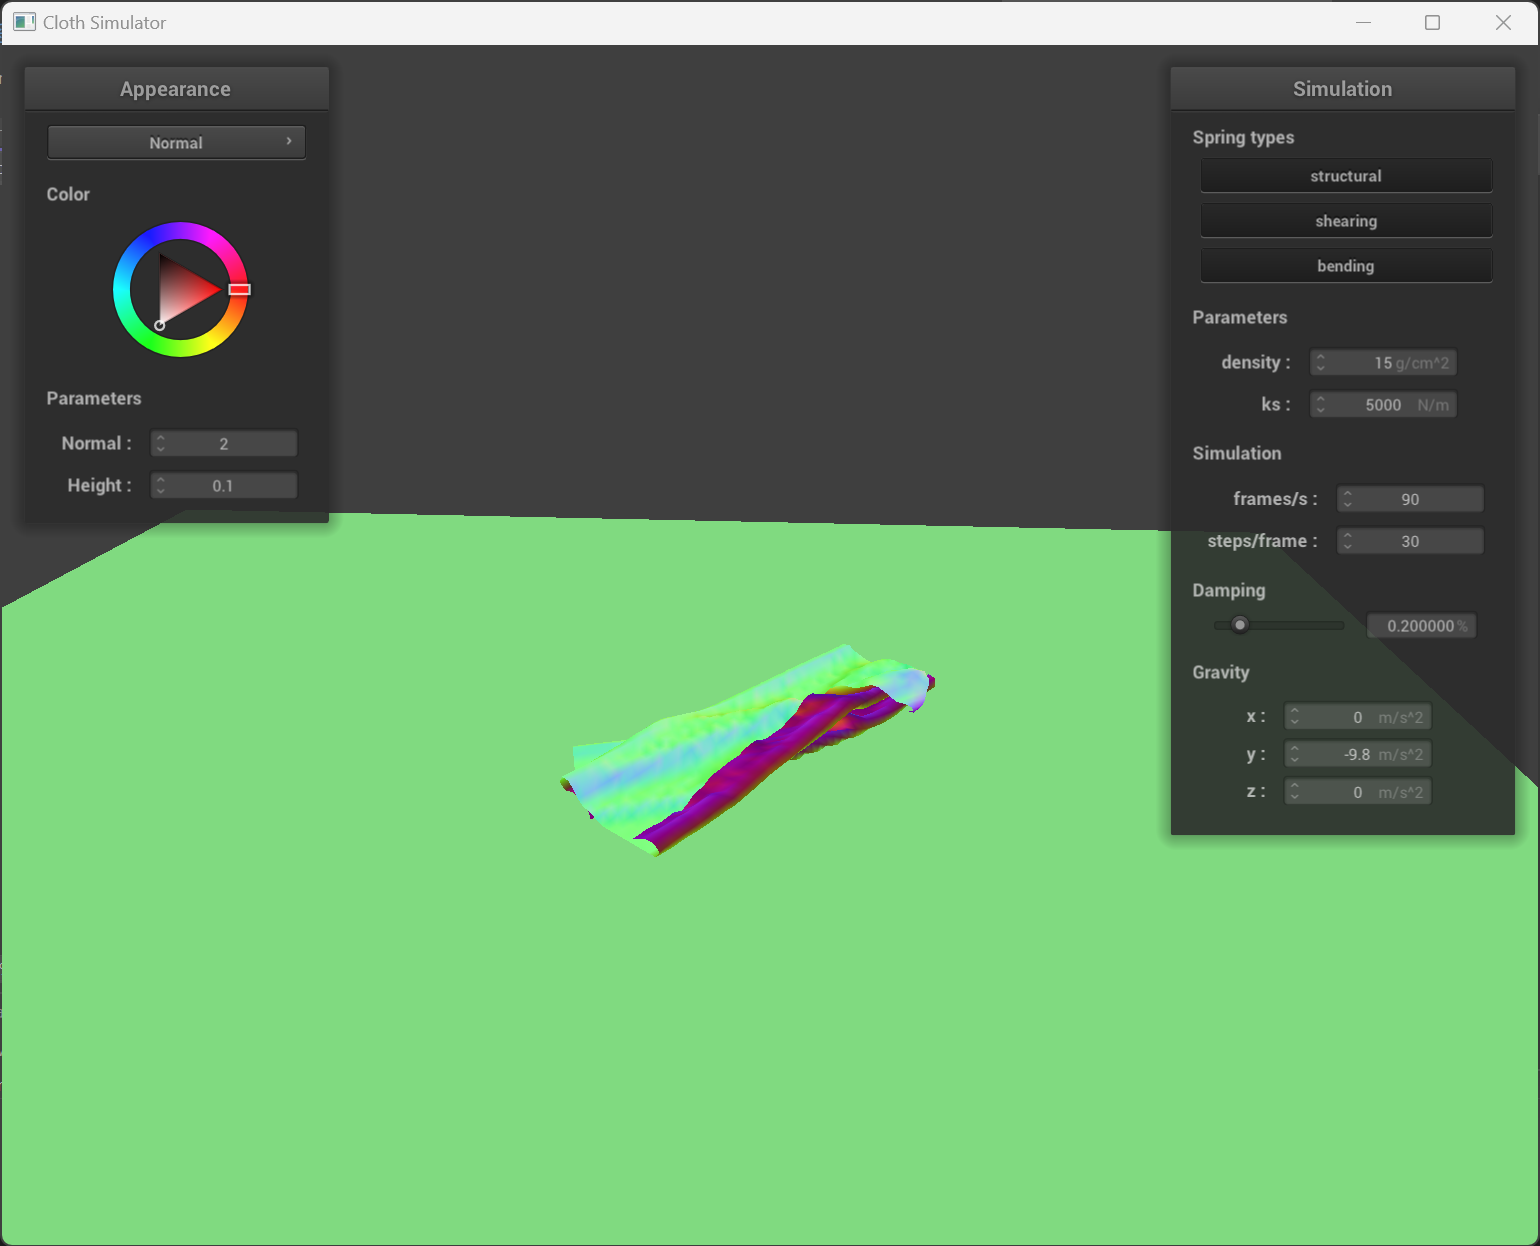 Cloth Simulator
Appearance
Normal
Color
Parameters
Normal :
2
Height :
0.1
Simulation
Spring types
structural
shearing
bending
Parameters
density :
15 g/cm^2
ks :
5000 N/m
Simulation
frames/s :
90
steps/frame :
30
Damping
0.200000 %
Gravity
x :
0 m/s^2
y :
-9.8 m/s^2
z :
0 m/s^2